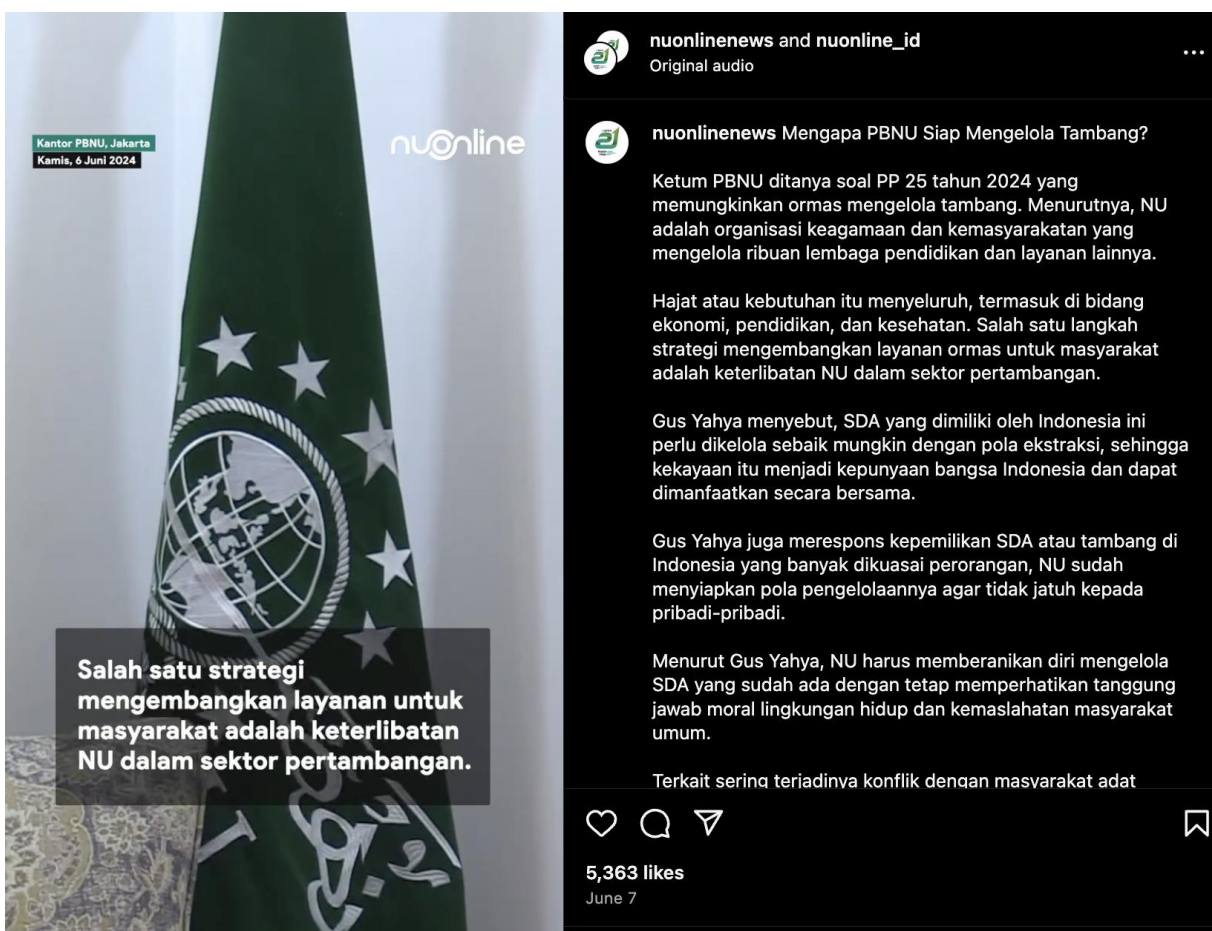 Kantor PBNU, Jakarta
Kamis, 6 Juni 2024
nuonline
Salah satu strategi
mengembangkan layanan untuk
masyarakat adalah keterlibatan
NU dalam sektor pertambangan.
nuonlinenews and nuonline_id
Original audio
nuonlinenews Mengapa PBNU Siap Mengelola Tambang?
Ketum PBNU ditanya soal PP 25 tahun 2024 yang
memungkinkan ormas mengelola tambang. Menurutnya, NU
adalah organisasi keagamaan dan kemasyarakatan yang
mengelola ribuan lembaga pendidikan dan layanan lainnya.
Hajat atau kebutuhan itu menyeluruh, termasuk di bidang
ekonomi, pendidikan, dan kesehatan. Salah satu langkah
strategi mengembangkan layanan ormas untuk masyarakat
adalah keterlibatan NU dalam sektor pertambangan.
Gus Yahya menyebut, SDA yang dimiliki oleh Indonesia ini
perlu dikelola sebaik mungkin dengan pola ekstraksi, sehingga
kekayaan itu menjadi kepunyaan bangsa Indonesia dan dapat
dimanfaatkan secara bersama.
Gus Yahya juga merespons kepemilikan SDA atau tambang di
Indonesia yang banyak dikuasai perorangan, NU sudah
menyiapkan pola pengelolaannya agar tidak jatuh kepada
pribadi-pribadi.
Menurut Gus Yahya, NU harus memberanikan diri mengelola
SDA yang sudah ada dengan tetap memperhatikan tanggung
jawab moral lingkungan hidup dan kemaslahatan masyarakat
umum.
Terkait sering terjadinya konflik dengan masyarakat adat
5,363 likes
June 7